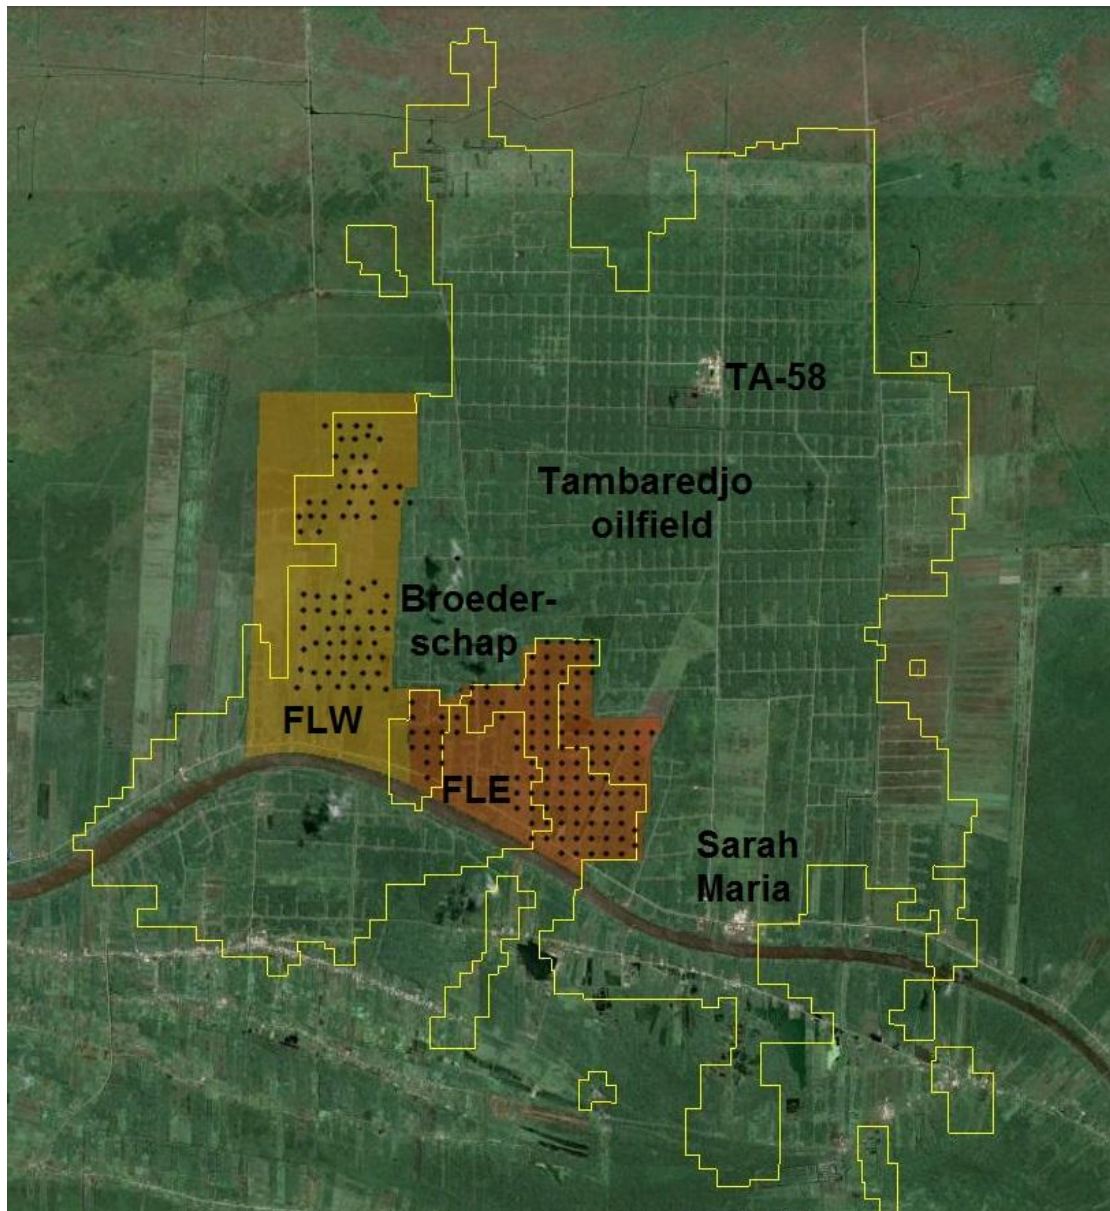 TA-58
Tambaredjo
oilfield
Broeder-
schap
FLW
FLE
Sarah
Maria